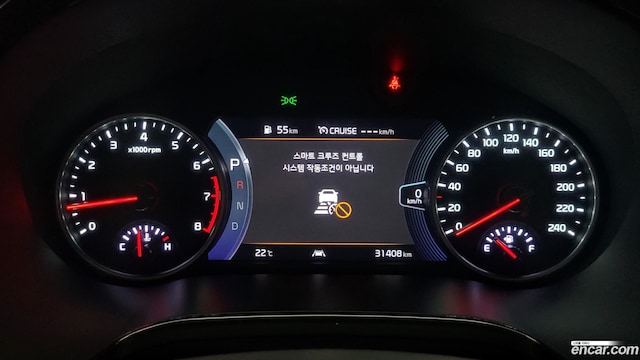 55km CRUISE ---km/h
스마트 크루즈 컨트롤
시스템 작동조건이 아닙니다
x1000rpm
0 1 2 3 4 5 6 7 8
C H
P
R
N
D
0
km/h
km/h
0 20 40 60 80 100 120 140 160 180 200 220 240
E F
22℃ 31408km
encar.com